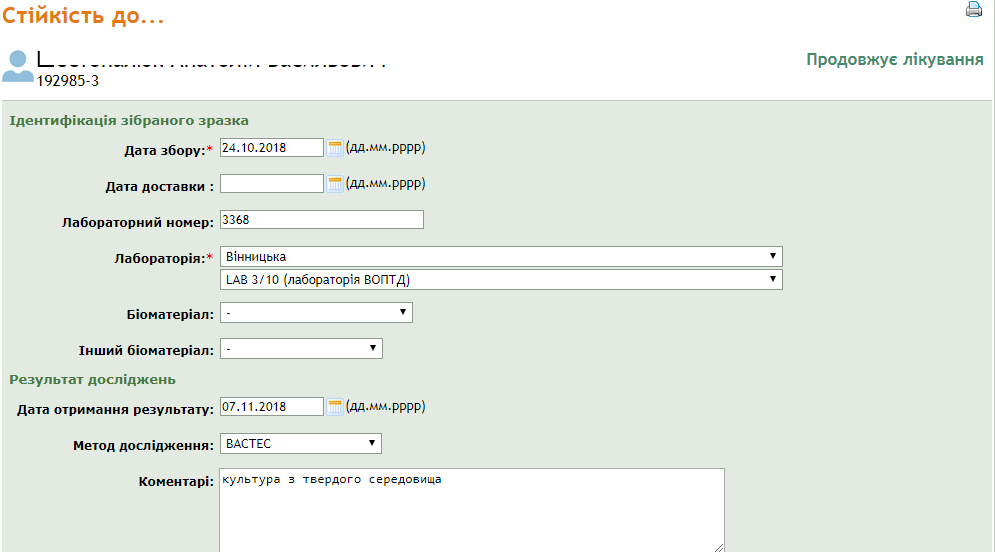 Стійкість до...
192985-3
Продовжує лікування
Ідентифікація зібраного зразка
Дата збору:* 24.10.2018 (дд.мм.рррр)
Дата доставки : (дд.мм.рррр)
Лабораторний номер: 3368
Лабораторія:* Вінницька
LAB 3/10 (лабораторія ВОПТД)
Біоматеріал: -
Інший біоматеріал: -
Результат досліджень
Дата отримання результату: 07.11.2018 (дд.мм.рррр)
Метод дослідження: BACTEC
Коментарі: культура з твердого середовища